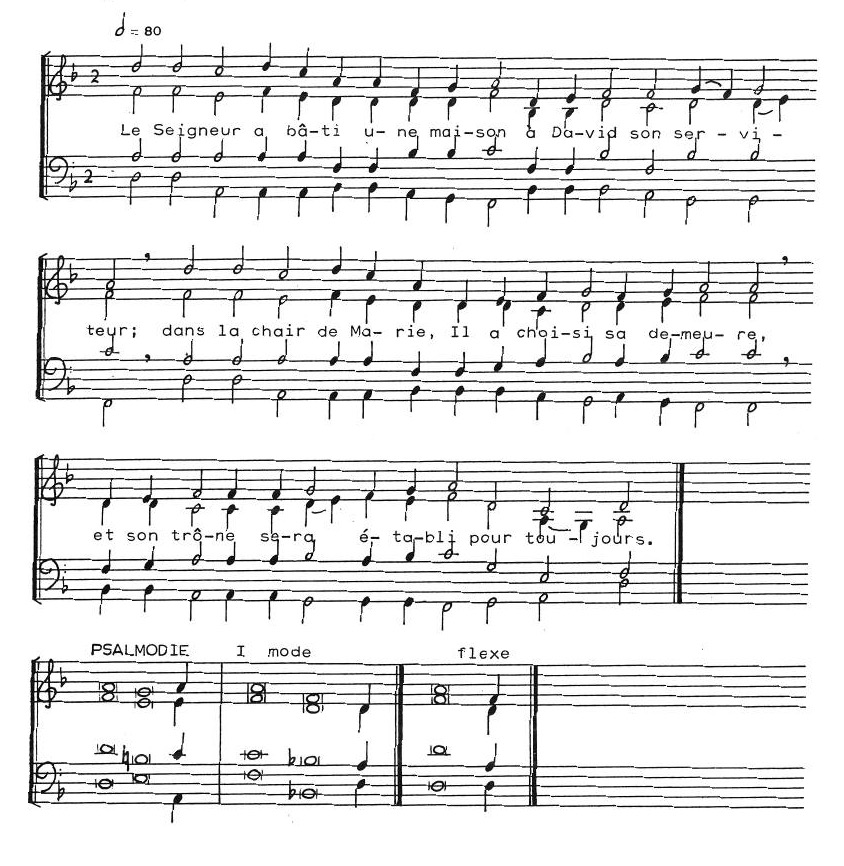 𝅗𝅥 = 80
2
Le Seigneur a bâ-ti u-ne mai-son à Da-vid son ser - vi -
2
teur; dans la chair de Ma- rie, Il a choi-si sa de-meu- re,
et son trô-ne se-ra é- ta-bli pour tou - jours.
PSALMODIE I mode flexe